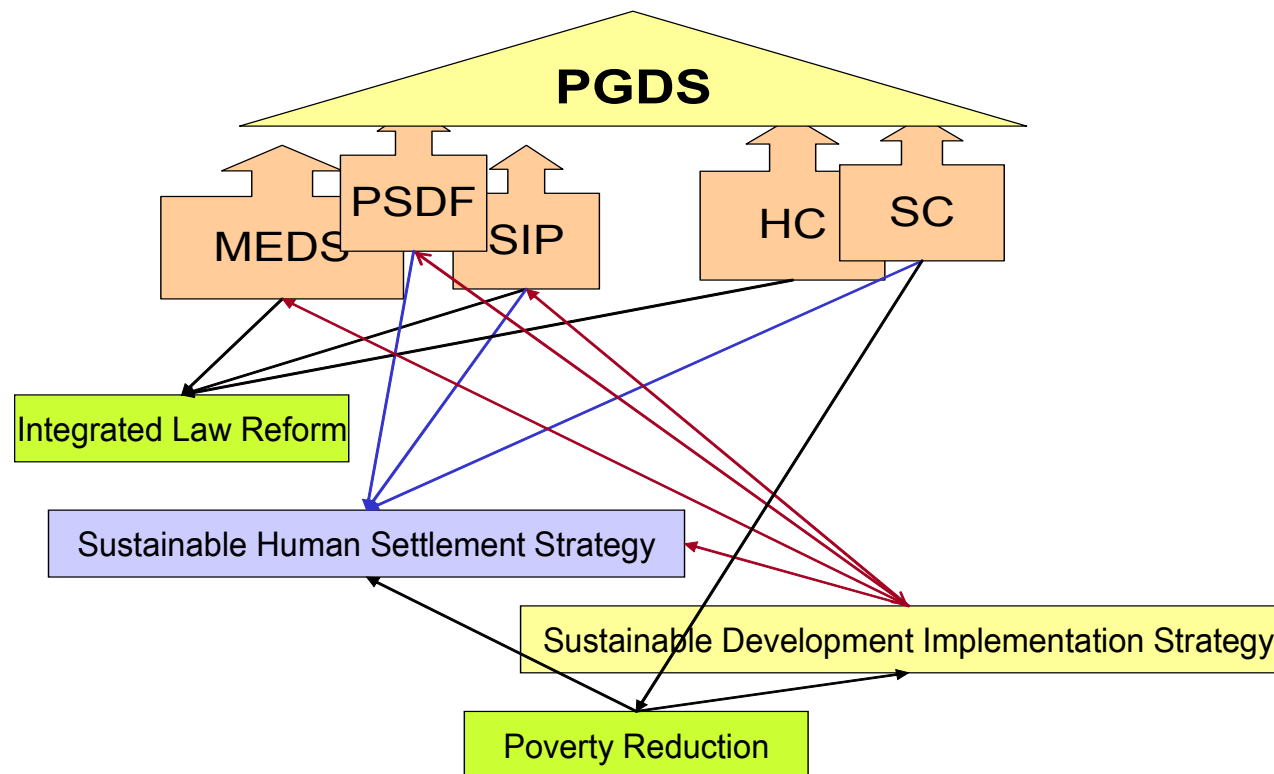 PGDS
MEDS
PSDF
SIP
HC
SC
Integrated Law Reform
Sustainable Human Settlement Strategy
Sustainable Development Implementation Strategy
Poverty Reduction